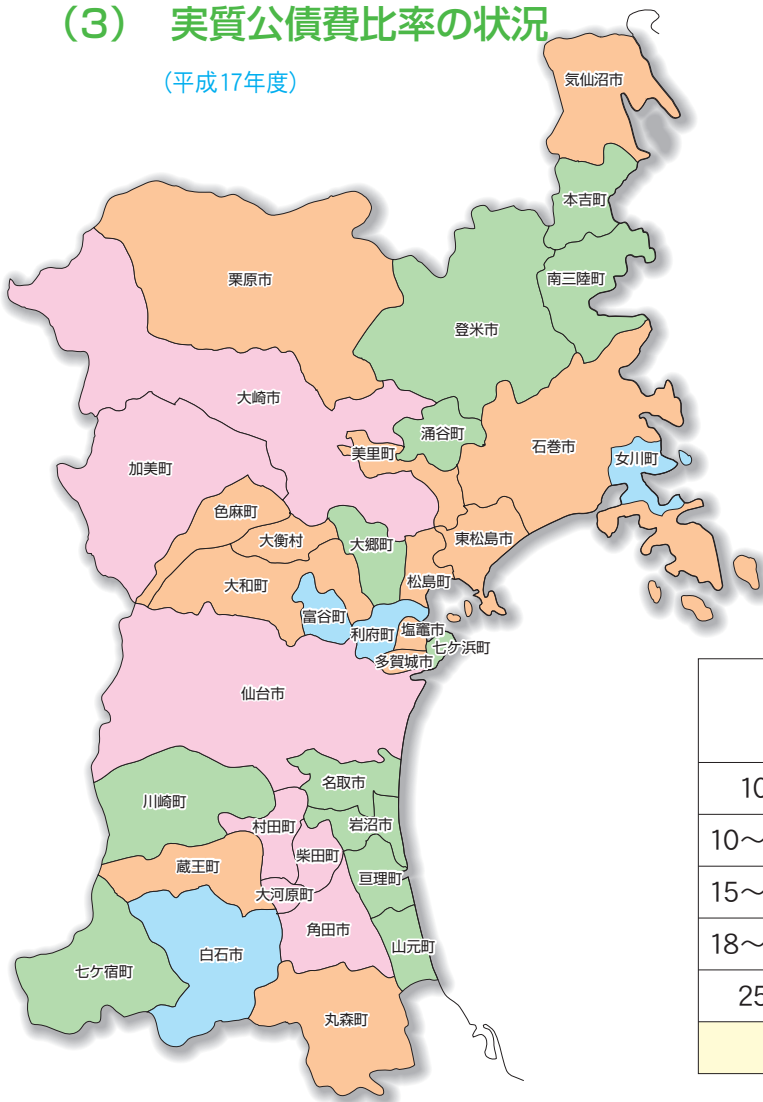 (3) 実質公債費比率の状況
(平成17年度)
気仙沼市
本吉町
南三陸町
栗原市
登米市
大崎市
涌谷町
石巻市
女川町
美里町
加美町
色麻町
大衡村
大郷町
東松島市
大和町
松島町
富谷町
利府町
塩竈市
七ケ浜町
多賀城市
仙台市
名取市
川崎町
村田町
岩沼市
柴田町
蔵王町
亘理町
大河原町
角田市
山元町
白石市
七ケ宿町
丸森町
10
10〜
15〜
18〜
25